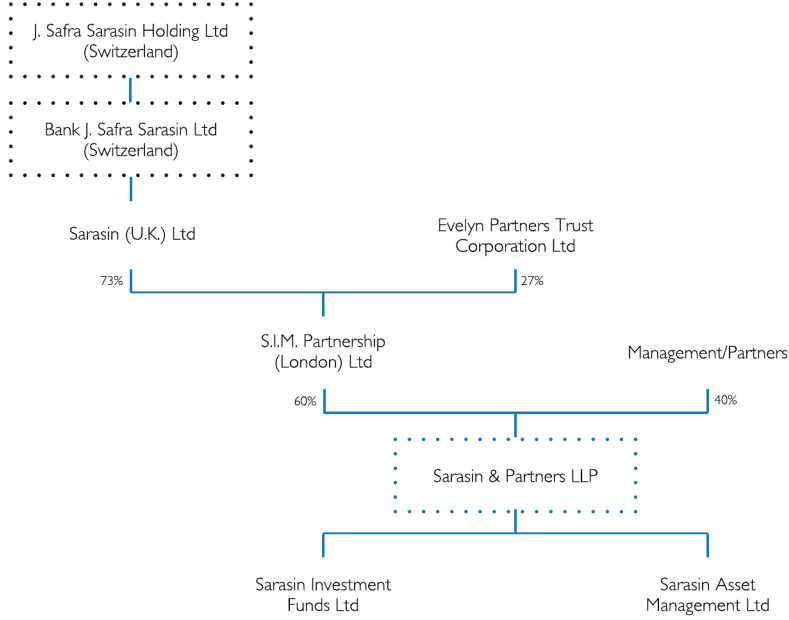 J. Safra Sarasin Holding Ltd
(Switzerland)
Bank J. Safra Sarasin Ltd
(Switzerland)
Sarasin (U.K.) Ltd
Evelyn Partners Trust
Corporation Ltd
73%
27%
S.I.M. Partnership
(London) Ltd
Management/Partners
60%
40%
Sarasin & Partners LLP
Sarasin Investment
Funds Ltd
Sarasin Asset
Management Ltd